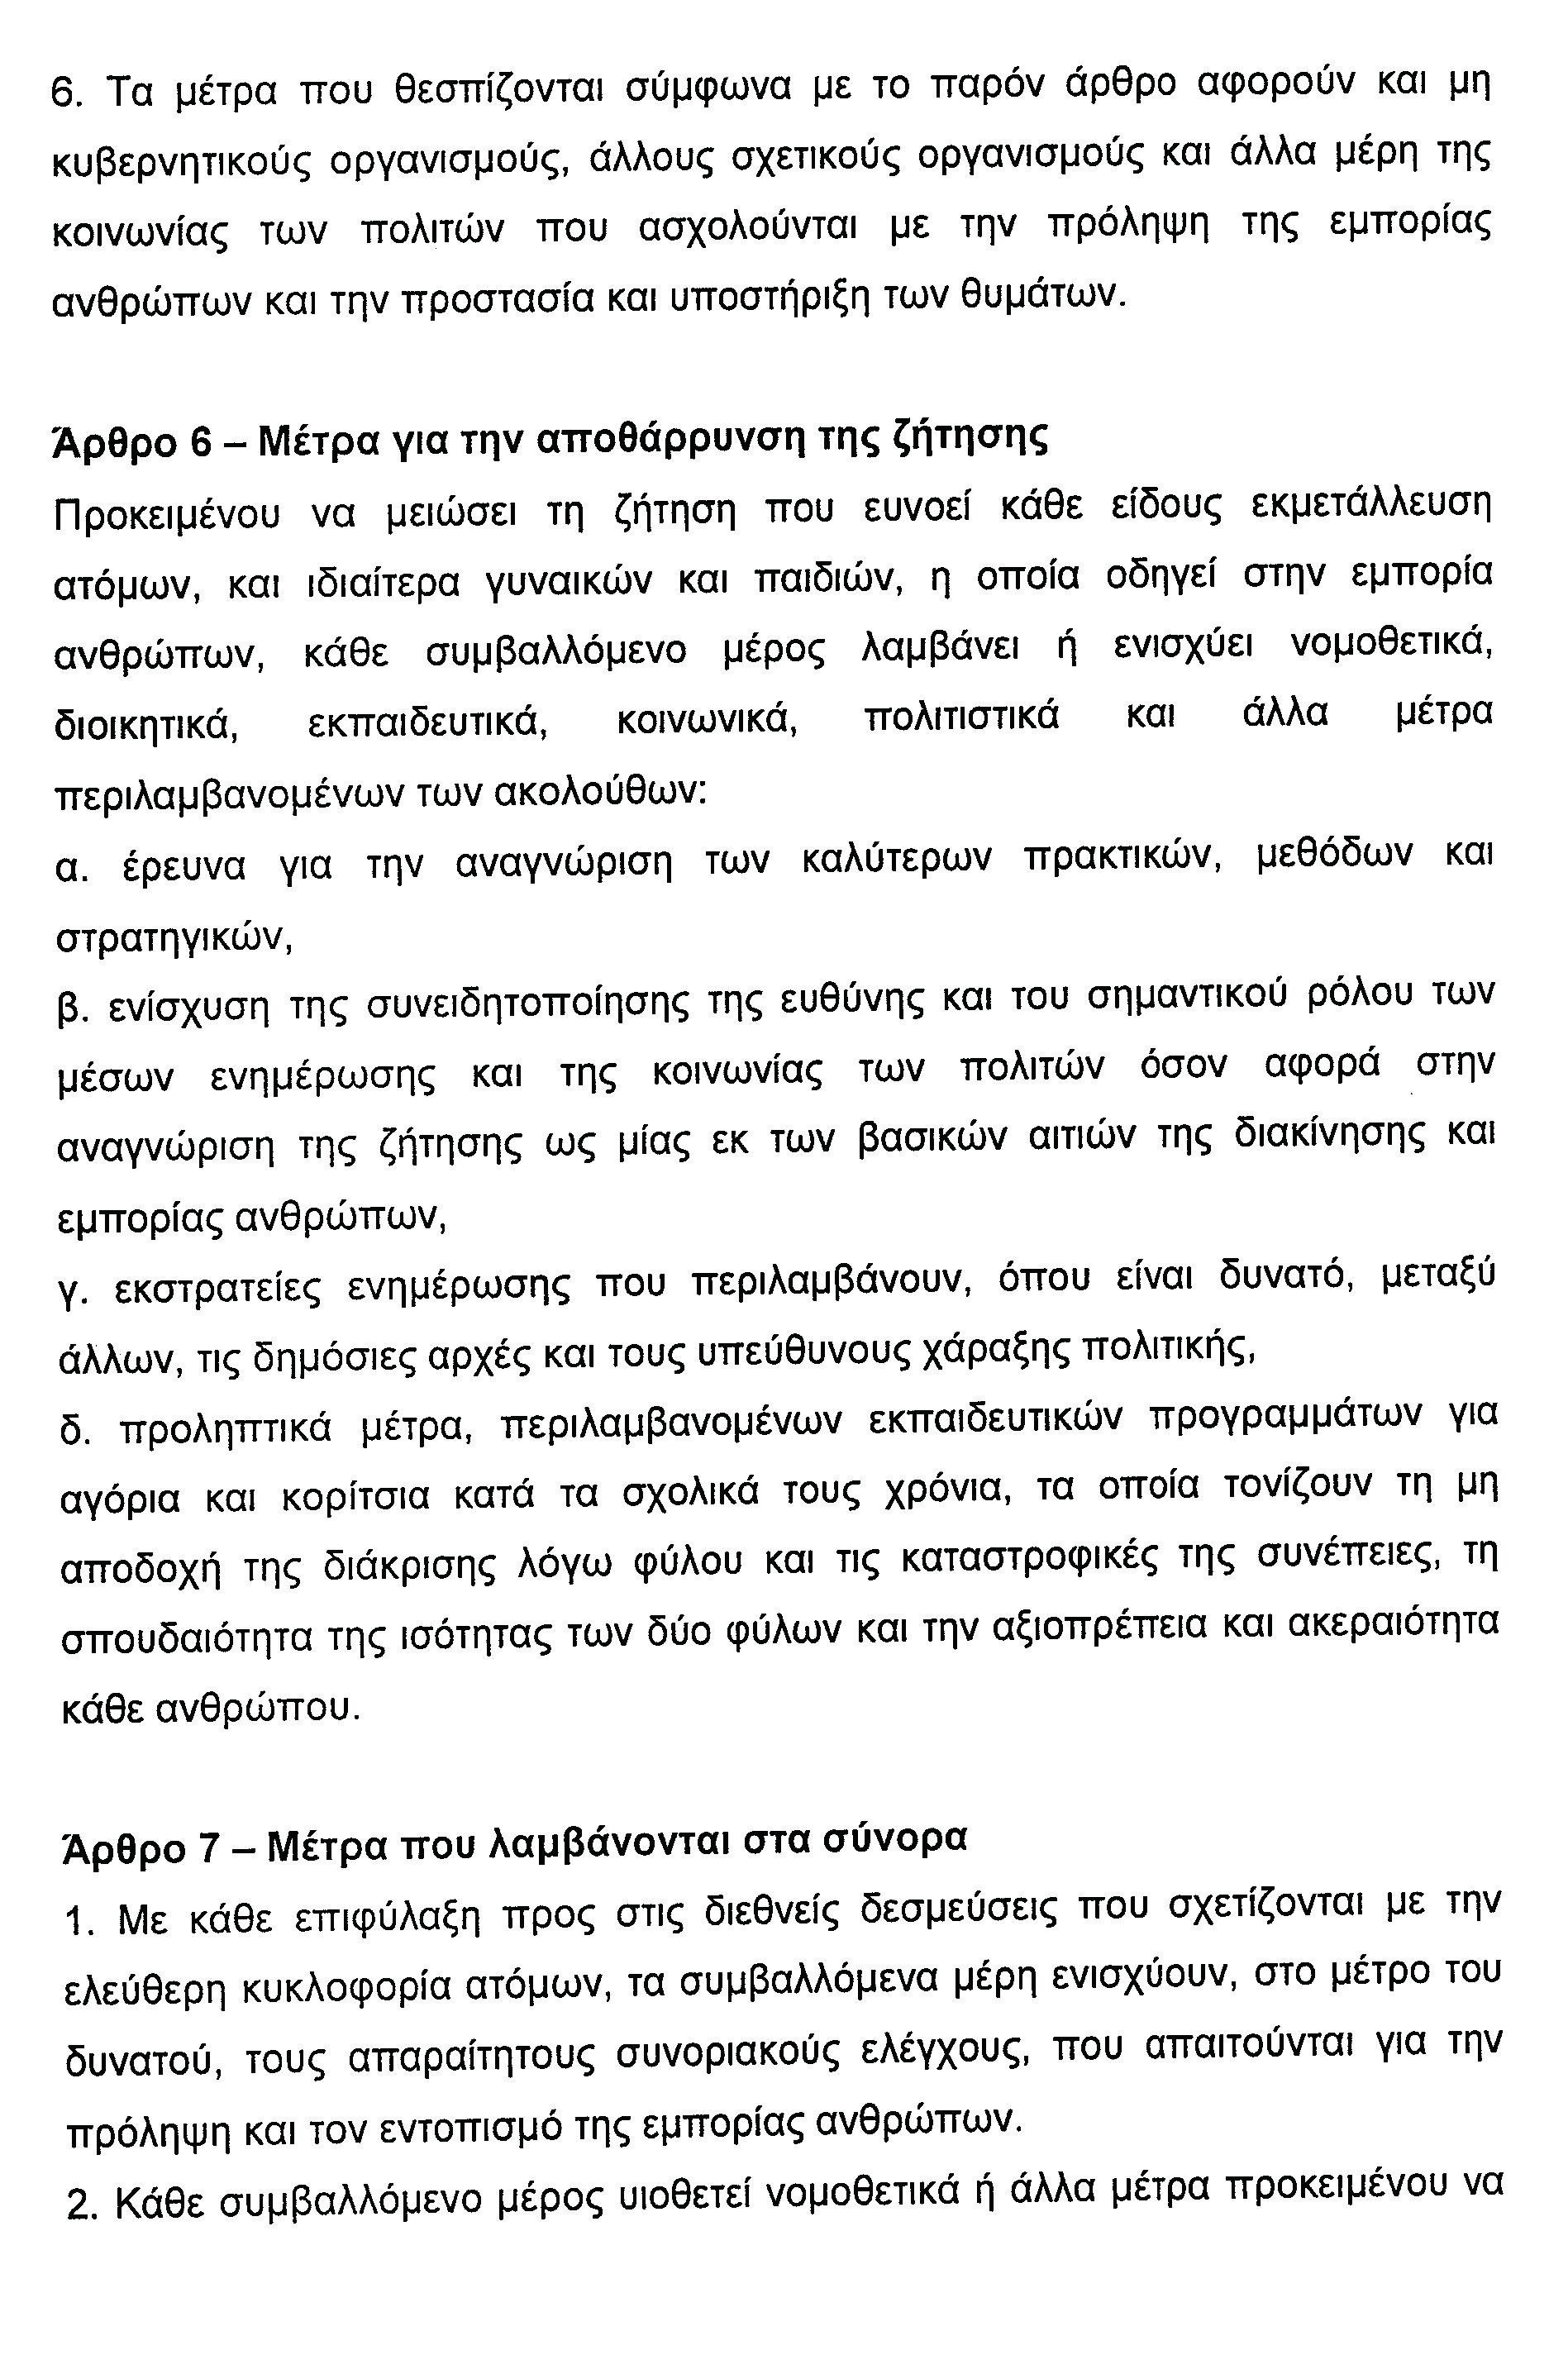 6. Τα μέτρα που θεσπίζονται σύμφωνα με το παρόν άρθρο αφορούν και μη
κυβερνητικούς οργανισμούς, άλλους σχετικούς οργανισμούς και άλλα μέρη της
κοινωνίας των πολιτών που ασχολούνται με την πρόληψη της εμπορίας
ανθρώπων και την προστασία και υποστήριξη των θυμάτων.
Άρθρο 6 – Μέτρα για την αποθάρρυνση της ζήτησης
Προκειμένου να μειώσει τη ζήτηση που ευνοεί κάθε είδους εκμετάλλευση
ατόμων, και ιδιαίτερα γυναικών και παιδιών, η οποία οδηγεί στην εμπορία
ανθρώπων, κάθε συμβαλλόμενο μέρος λαμβάνει ή ενισχύει νομοθετικά,
διοικητικά, εκπαιδευτικά, κοινωνικά, πολιτιστικά και άλλα μέτρα
περιλαμβανομένων των ακολούθων:
α. έρευνα για την αναγνώριση των καλύτερων πρακτικών, μεθόδων και
στρατηγικών,
β. ενίσχυση της συνειδητοποίησης της ευθύνης και του σημαντικού ρόλου των
μέσων ενημέρωσης και της κοινωνίας των πολιτών όσον αφορά στην
αναγνώριση της ζήτησης ως μίας εκ των βασικών αιτιών της διακίνησης και
εμπορίας ανθρώπων,
γ. εκστρατείες ενημέρωσης που περιλαμβάνουν, όπου είναι δυνατό, μεταξύ
άλλων, τις δημόσιες αρχές και τους υπεύθυνους χάραξης πολιτικής,
δ. προληπτικά μέτρα, περιλαμβανομένων εκπαιδευτικών προγραμμάτων για
αγόρια και κορίτσια κατά τα σχολικά τους χρόνια, τα οποία τονίζουν τη μη
αποδοχή της διάκρισης λόγω φύλου και τις καταστροφικές της συνέπειες, τη
σπουδαιότητα της ισότητας των δύο φύλων και την αξιοπρέπεια και ακεραιότητα
κάθε ανθρώπου.
Άρθρο 7 – Μέτρα που λαμβάνονται στα σύνορα
1. Με κάθε επιφύλαξη προς στις διεθνείς δεσμεύσεις που σχετίζονται με την
ελεύθερη κυκλοφορία ατόμων, τα συμβαλλόμενα μέρη ενισχύουν, στο μέτρο του
δυνατού, τους απαραίτητους συνοριακούς ελέγχους, που απαιτούνται για την
πρόληψη και τον εντοπισμό της εμπορίας ανθρώπων.
2. Κάθε συμβαλλόμενο μέρος υιοθετεί νομοθετικά ή άλλα μέτρα προκειμένου να